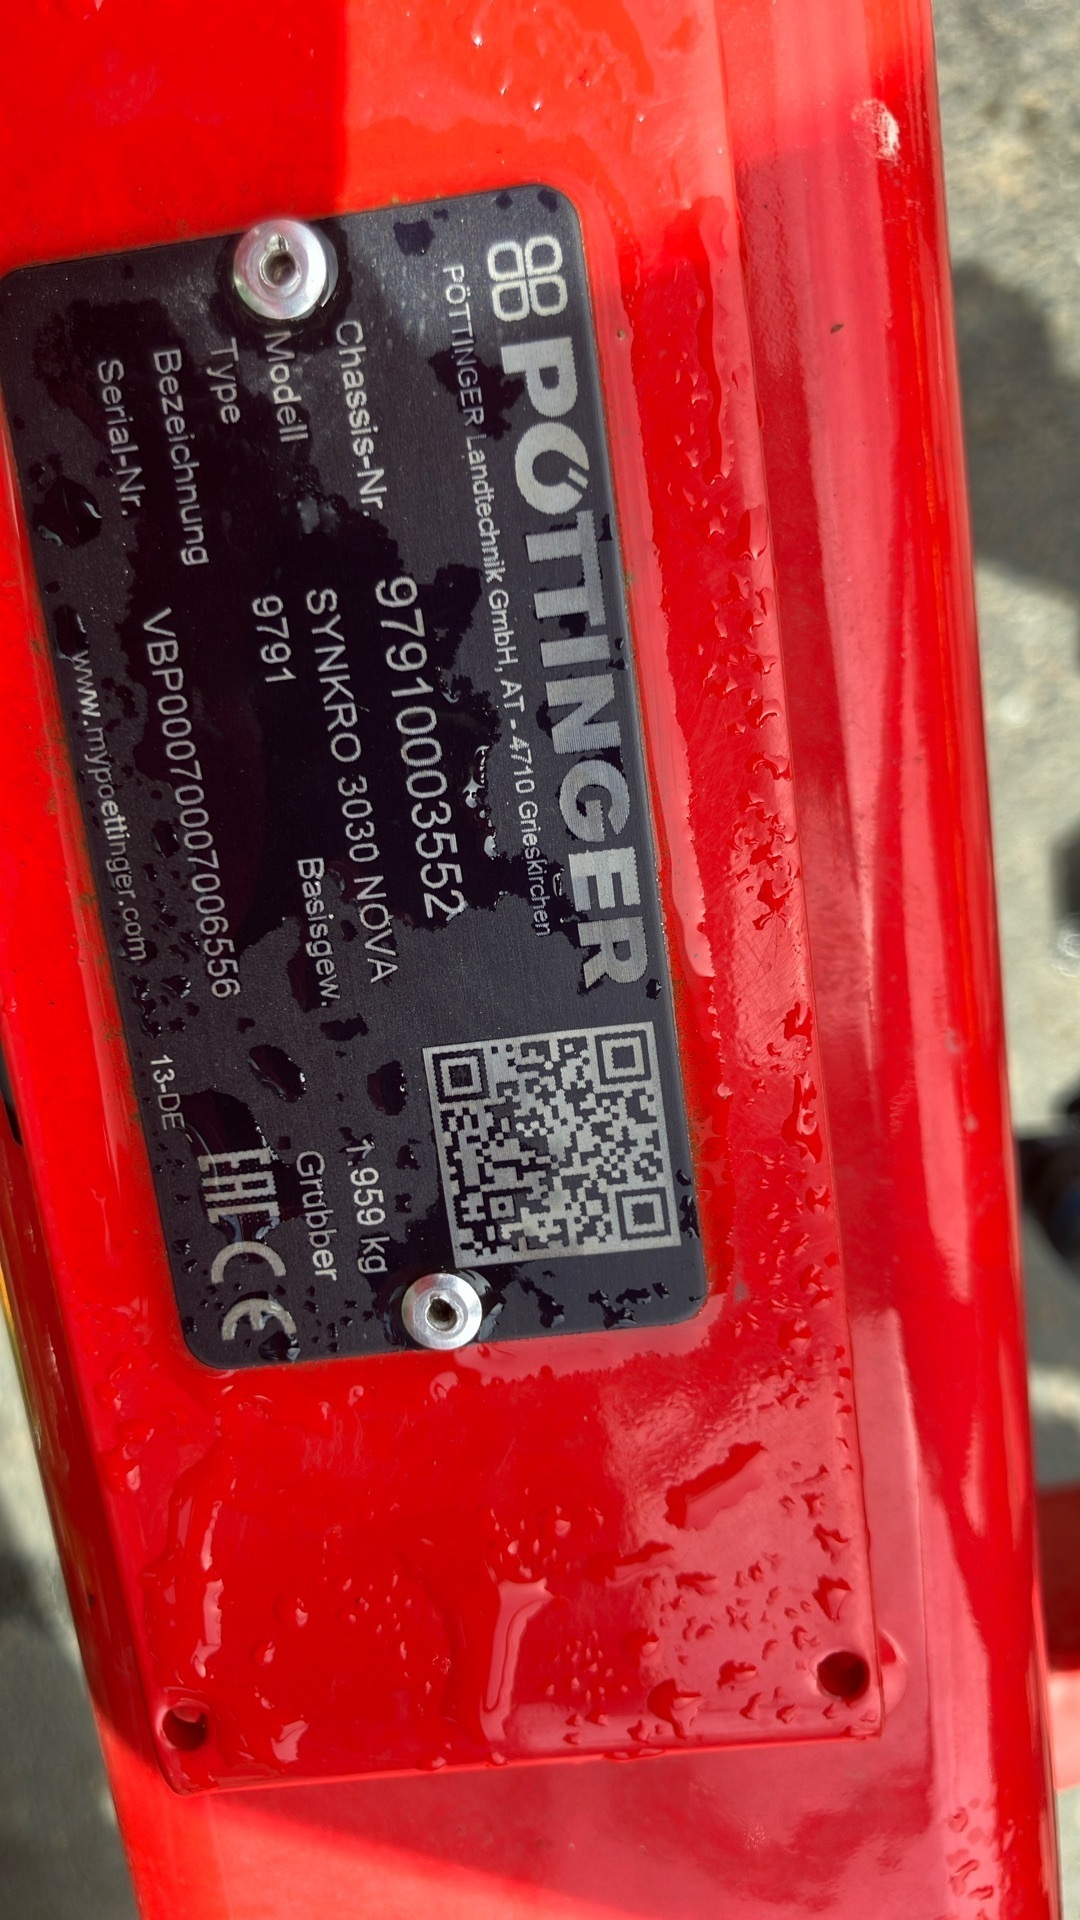 PÖTTINGER
PÖTTINGER Landtechnik GmbH, AT - 4710 Grieskirchen
Chassis-Nr. 97910003552
Modell SYNKRO 3030 NOVA
Type 9791 Basisgew. 1.959 kg
Bezeichnung Grubber
Serial-Nr. VBP000700007006556
www.mypoettinger.com 13-DE EAC CE